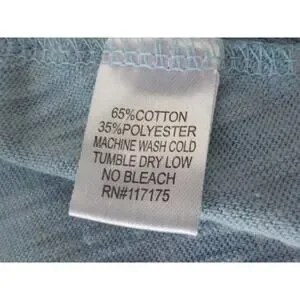 65%COTTON
35%POLYESTER
MACHINE WASH COLD
TUMBLE DRY LOW
NO BLEACH
RN#117175